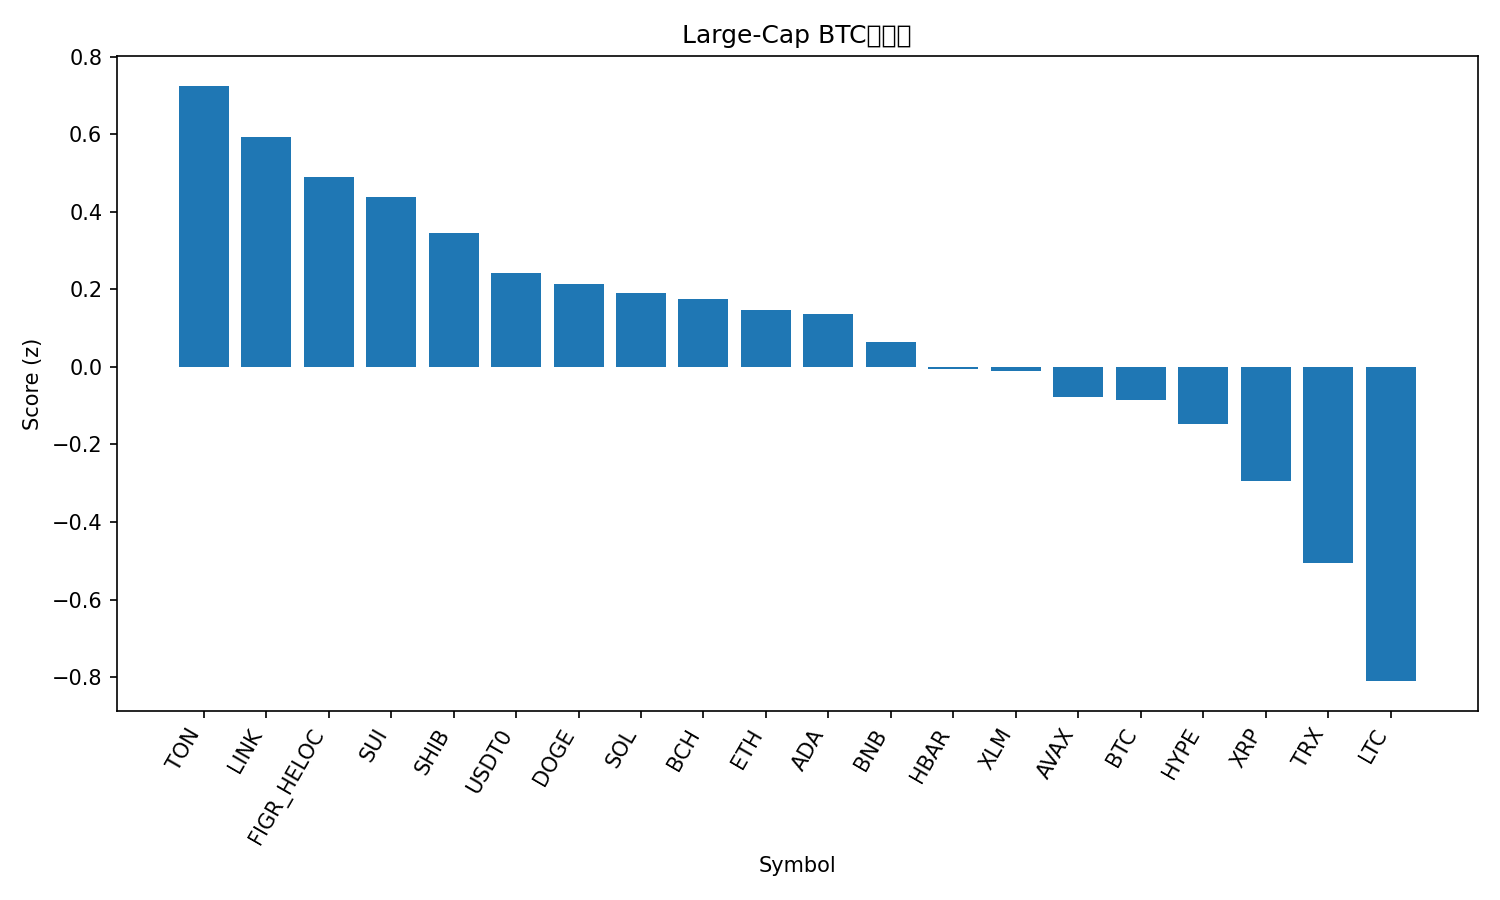 Large-Cap BTC
0.8
0.6
0.4
0.2
0.0
−0.2
−0.4
−0.6
−0.8
Score (z)
TON
LINK
FIGR_HELOC
SUI
SHIB
USDT0
DOGE
SOL
BCH
ETH
ADA
BNB
HBAR
XLM
AVAX
BTC
HYPE
XRP
TRX
LTC
Symbol